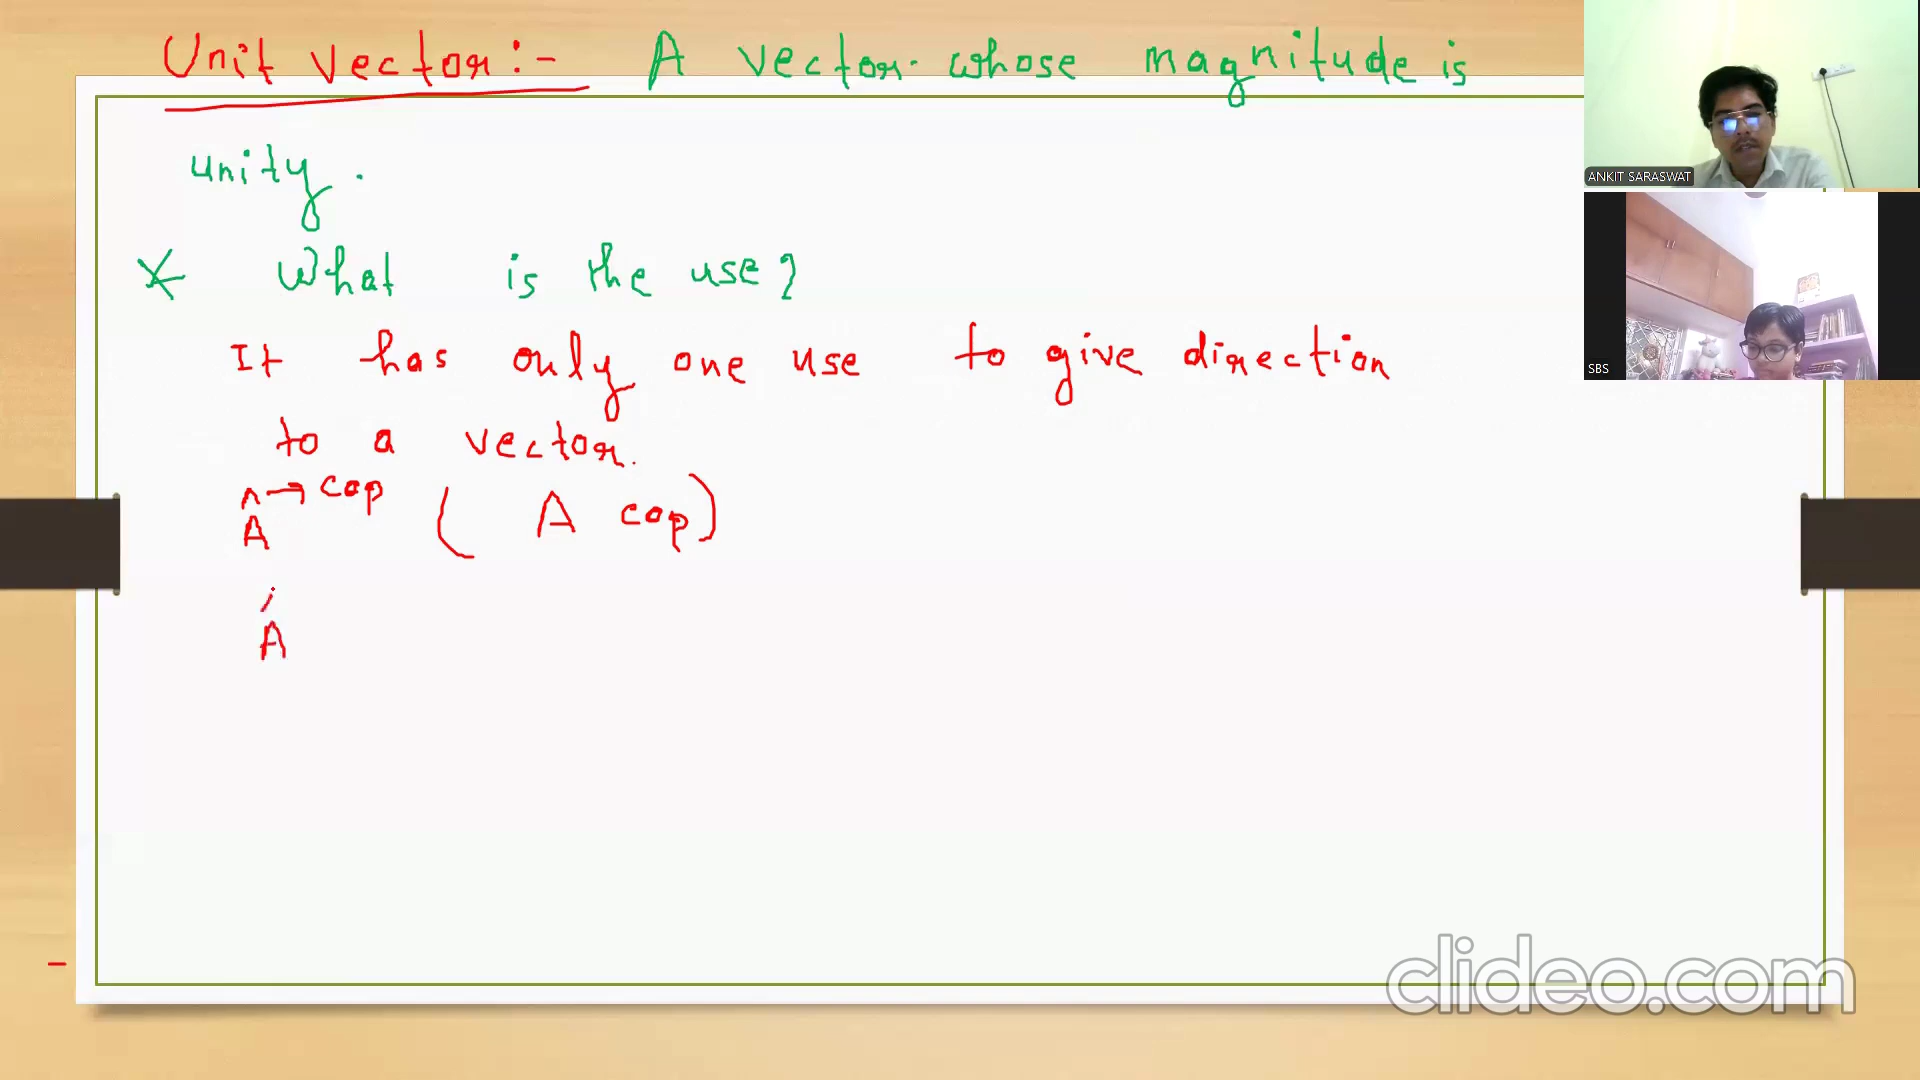 Unit vector:- A vector whose magnitude is
unity.
* What is the use?
It has only one use to give direction
to a vector.
^ → cap
A ( A cap)
A
ANKIT SARASWAT
SBS
clideo.com